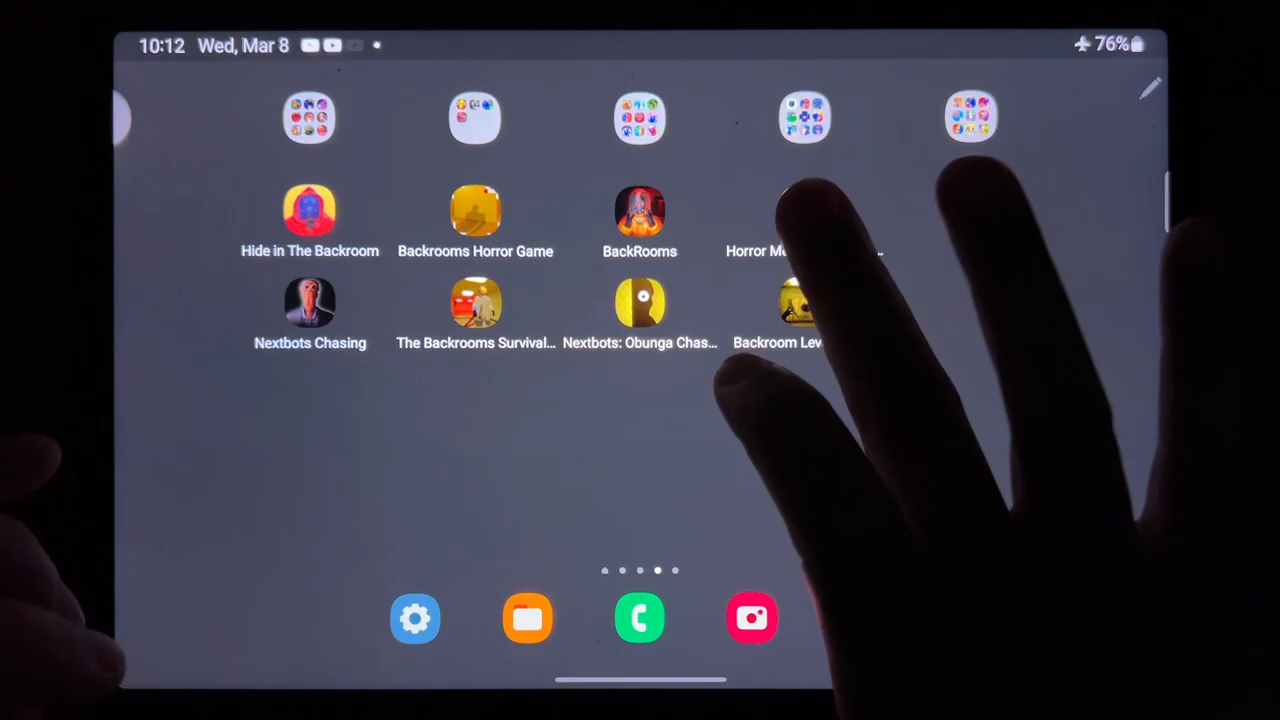 10:12 Wed, Mar 8 76%
Hide in The Backroom Backrooms Horror Game BackRooms Horror
Nextbots Chasing The Backrooms Survival... Nextbots: Obunga Chas... Backroom